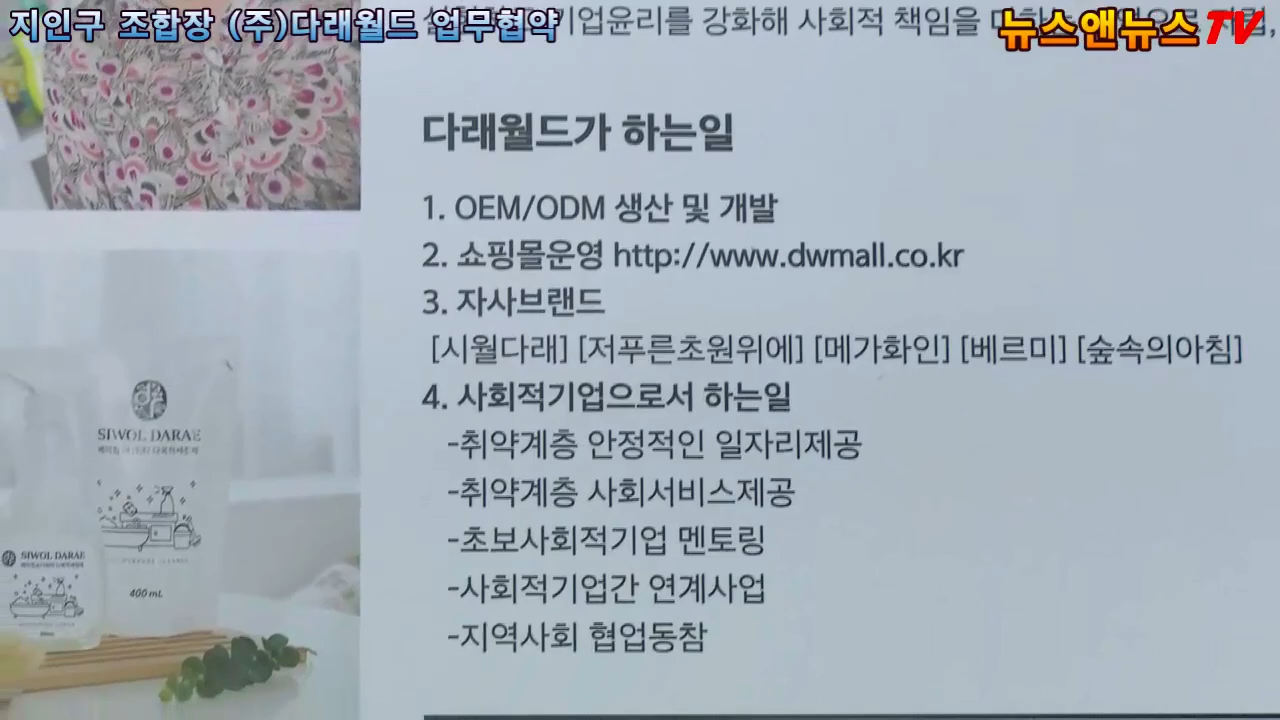 지인구 조합장 (주)다래월드 업무협약
뉴스앤뉴스TV
기업윤리를 강화해 사회적 책임을
다래월드가 하는일
1. OEM/ODM 생산 및 개발
2. 쇼핑몰운영 http://www.dwmall.co.kr
3. 자사브랜드
[시월다래] [저푸른초원위에] [메가화인] [베르미] [숲속의아침]
4. 사회적기업으로서 하는일
-취약계층 안정적인 일자리제공
-취약계층 사회서비스제공
-초보사회적기업 멘토링
-사회적기업간 연계사업
-지역사회 협업동참
SIWOL DARAE
400 mL
SIWOL DARAE